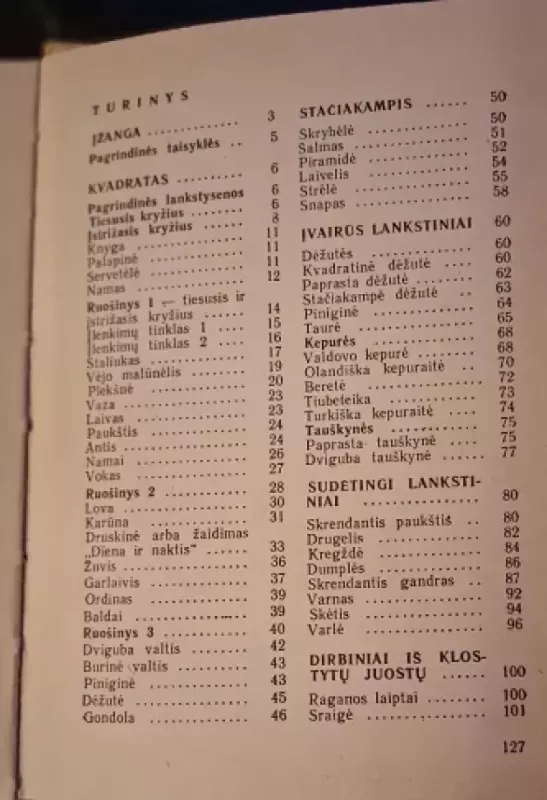 TURINYS
ĮŽANGA ............ 3
Pagrindinės taisyklės .. 5
KVADRATAS .......... 6
Pagrindinės lankstysenos 6
Tiesusis kryžius ........ 6
Įstrižasis kryžius ...... 8
Knyga .............. 11
Palapinė ............ 11
Servetėlė ............ 11
Namas .............. 12
Ruošinys 1 — tiesusis ir
įstrižasis kryžius ...... 14
Įlenkimų tinklas 1 .... 15
Įlenkimų tinklas 2 .... 16
Staliukas ............ 17
Vėjo malūnėlis ........ 19
Plekšnė ............ 20
Vaza .............. 23
Laivas .............. 23
Paukštis ............ 24
Antis .............. 24
Namai .............. 26
Vokas .............. 27
Ruošinys 2 .......... 28
Lova .............. 30
Karūna ............ 31
Druskinė arba žaidimas
„Diena ir naktis“ ...... 33
Žuvis .............. 36
Garlaivis ............ 37
Ordinas ............ 39
Baldai .............. 39
Ruošinys 3 .......... 40
Dviguba valtis ........ 42
Burinė valtis ........ 43
Piniginė ............ 43
Dėžutė ............ 45
Gondola ............ 46
STAČIAKAMPIS ...... 50
Skrybėlė ............ 50
Šalmas .............. 51
Piramidė ............ 52
Laivelis ............ 54
Strėlė .............. 55
Snapas .............. 58
ĮVAIRŪS LANKSTINIAI 60
Dėžutės ............ 60
Kvadratinė dėžutė .... 60
Paprasta dėžutė ........ 62
Stačiakampė dėžutė .. 63
Piniginė ............ 64
Taurė .............. 65
Kepurės ............ 68
Valdovo kepurė ........ 68
Olandiška kepuraitė .. 70
Beretė .............. 72
Tiubeteika .......... 73
Turkiška kepuraitė .... 74
Tauškynės .......... 75
Paprasta tauškynė .... 75
Dviguba tauškynė ...... 77
SUDĖTINGI LANKSTI-
NIAI .............. 80
Skrendantis paukštis .. 80
Drugelis ............ 82
Kregždė ............ 84
Dumplės ............ 86
Skrendantis gandras .. 87
Varnas .............. 92
Skėtis .............. 94
Varlė .............. 96
DIRBINIAI IŠ KLOS-
TYTŲ JUOSTŲ ...... 100
Raganos laiptai ........ 100
Sraigė .............. 101
127